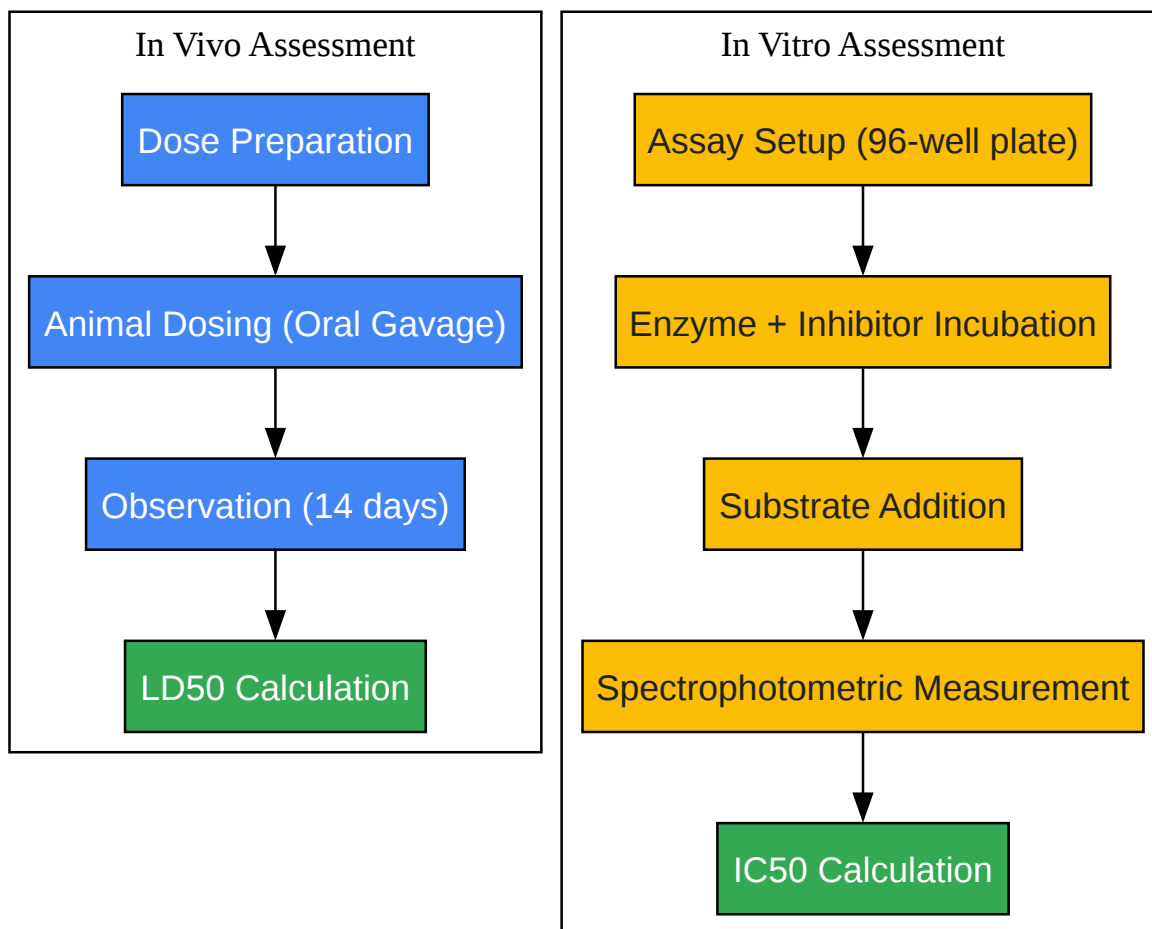 In Vivo Assessment
Dose Preparation
Animal Dosing (Oral Gavage)
Observation (14 days)
LD50 Calculation
In Vitro Assessment
Assay Setup (96-well plate)
Enzyme + Inhibitor Incubation
Substrate Addition
Spectrophotometric Measurement
IC50 Calculation